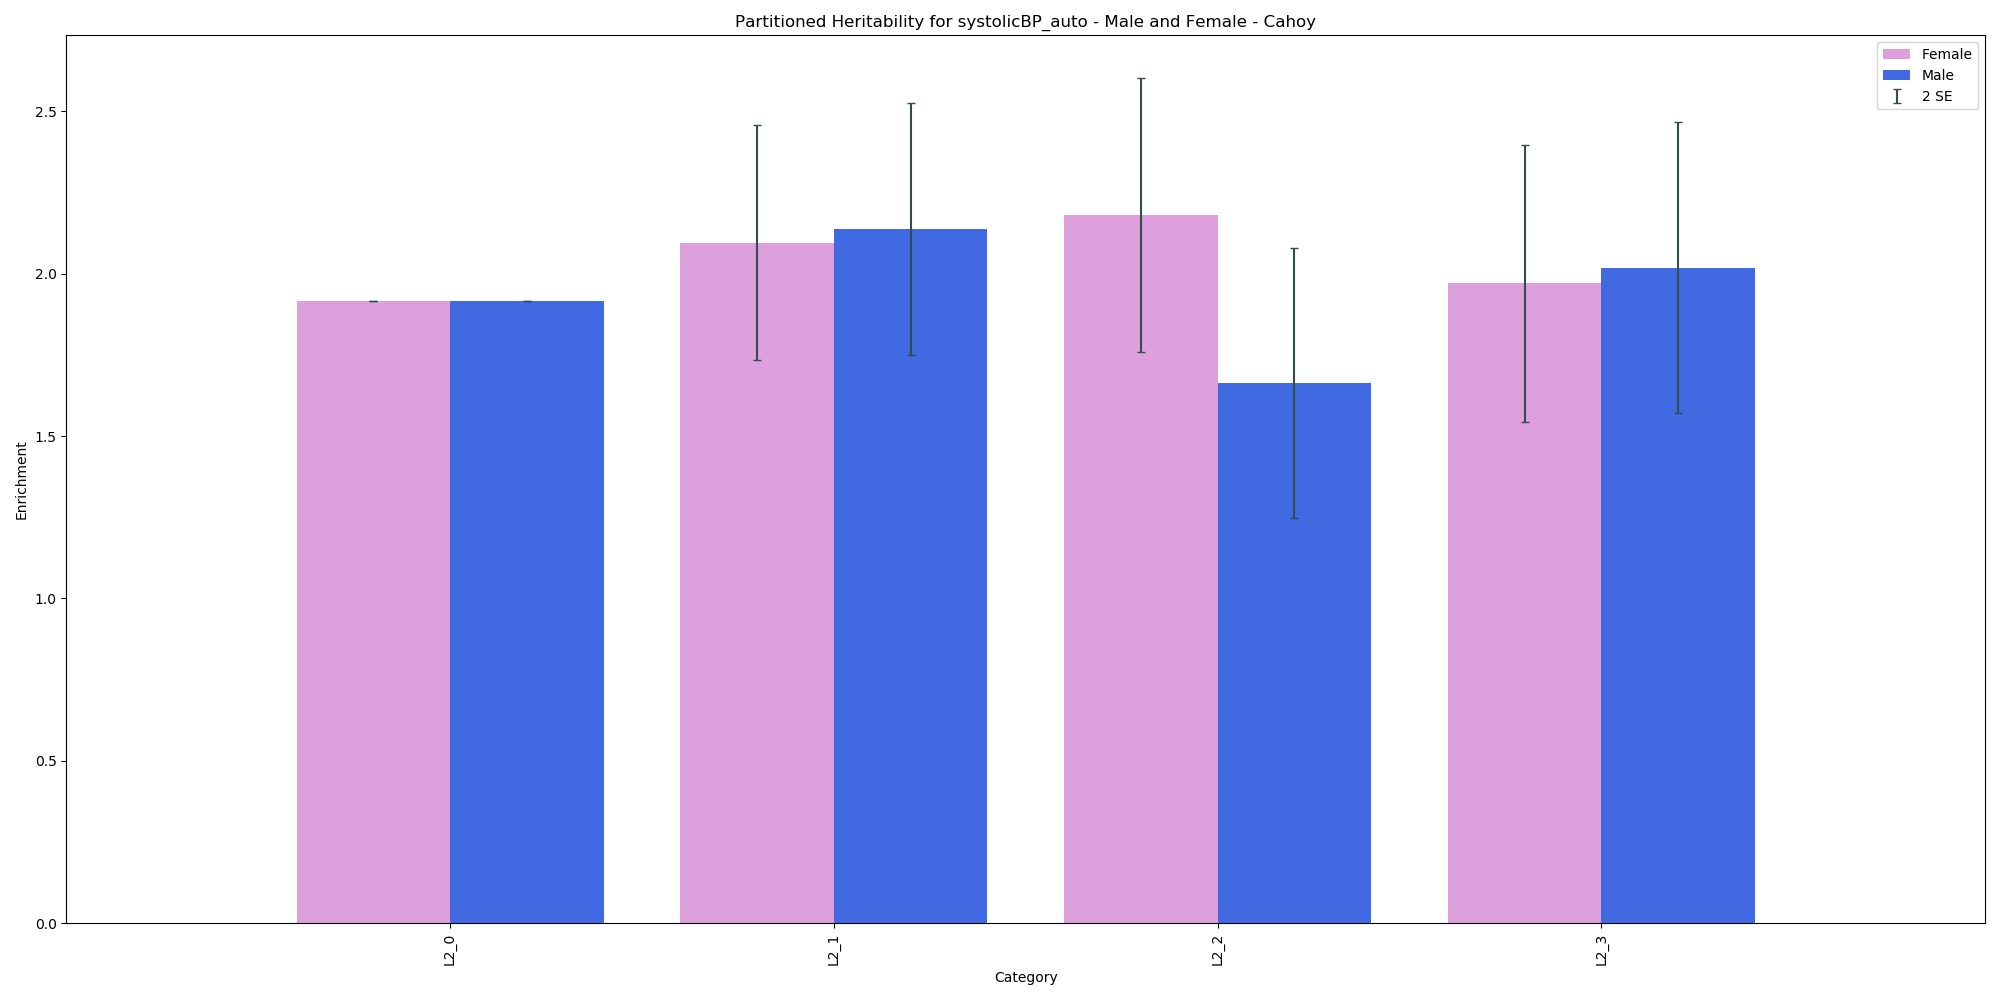 Partitioned Heritability for systolicBP_auto - Male and Female - Cahoy
Female
Male
2 SE
2.5
2.0
1.5
1.0
0.5
0.0
Enrichment
L2_0
L2_1
L2_2
L2_3
Category